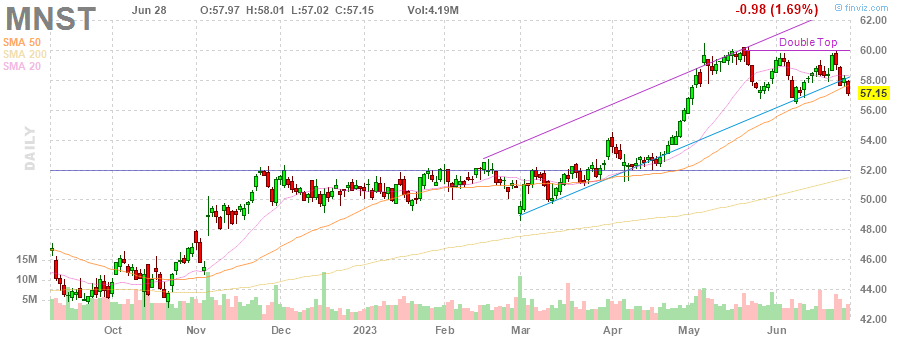 MNST
Jun 28
O:57.97 H:58.01 L:57.02 C:57.15
Vol:4.19M
-0.98 (1.69%)
© finviz.com
SMA 50
SMA 200
SMA 20
DAILY
Double Top
62.00
60.00
58.00
57.15
56.00
54.00
52.00
50.00
48.00
46.00
44.00
42.00
15M
10M
5M
Oct Nov Dec 2023 Feb Mar Apr May Jun